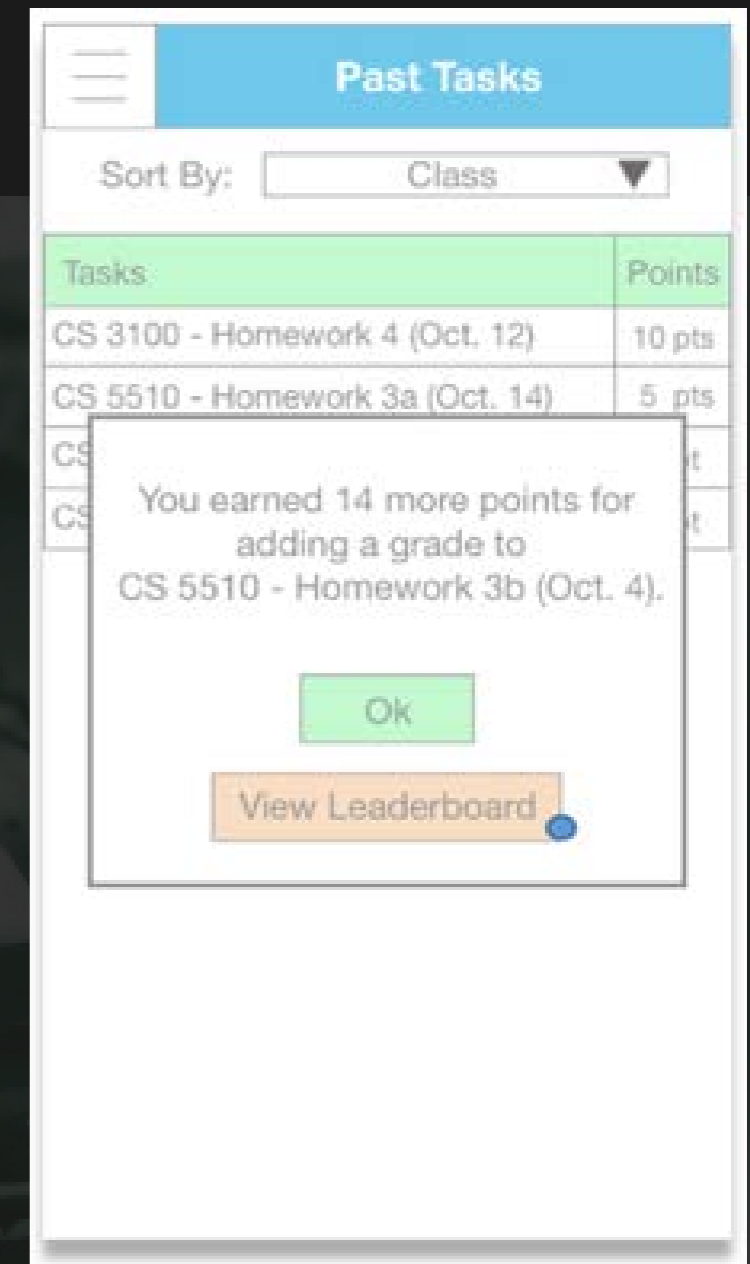 Past Tasks
Sort By: Class
Tasks Points
CS 3100 - Homework 4 (Oct. 12) 10 pts
CS 5510 - Homework 3a (Oct. 14) 5 pts
CS t
CS t
You earned 14 more points for
adding a grade to
CS 5510 - Homework 3b (Oct. 4).
Ok
View Leaderboard